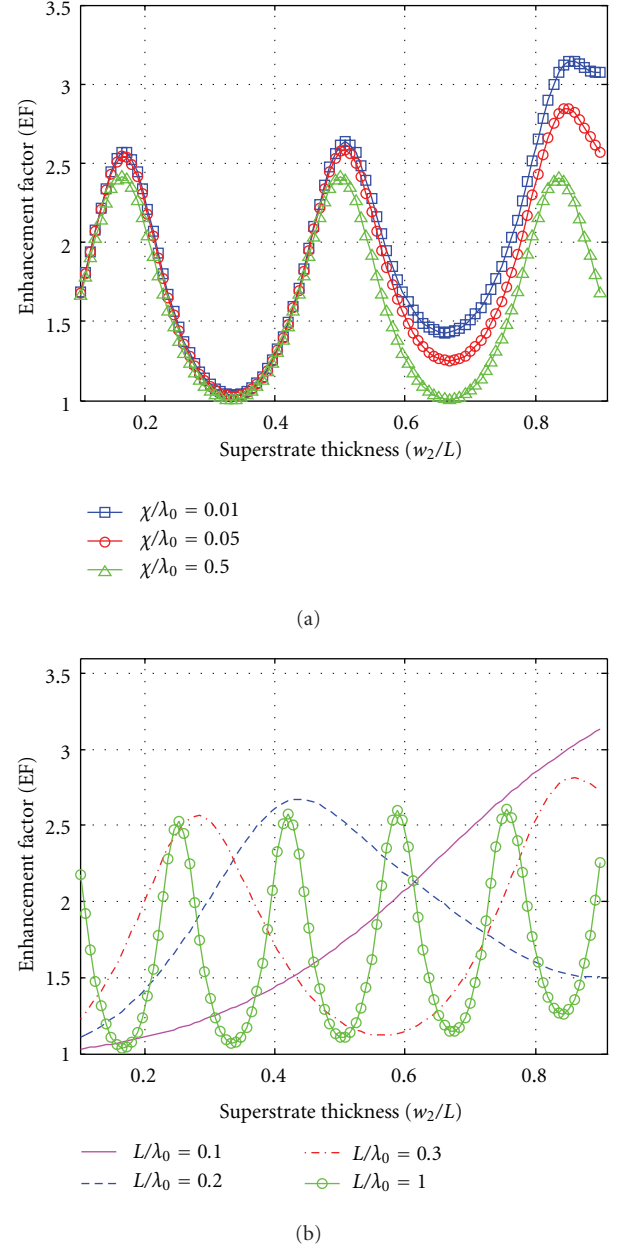 3.5
3
2.5
2
1.5
1
Enhancement factor (EF)
0.2 0.4 0.6 0.8
Superstrate thickness (w₂/L)
χ/λ₀ = 0.01
χ/λ₀ = 0.05
χ/λ₀ = 0.5
(a)
3.5
3
2.5
2
1.5
1
Enhancement factor (EF)
0.2 0.4 0.6 0.8
Superstrate thickness (w₂/L)
L/λ₀ = 0.1 L/λ₀ = 0.3
L/λ₀ = 0.2 L/λ₀ = 1
(b)